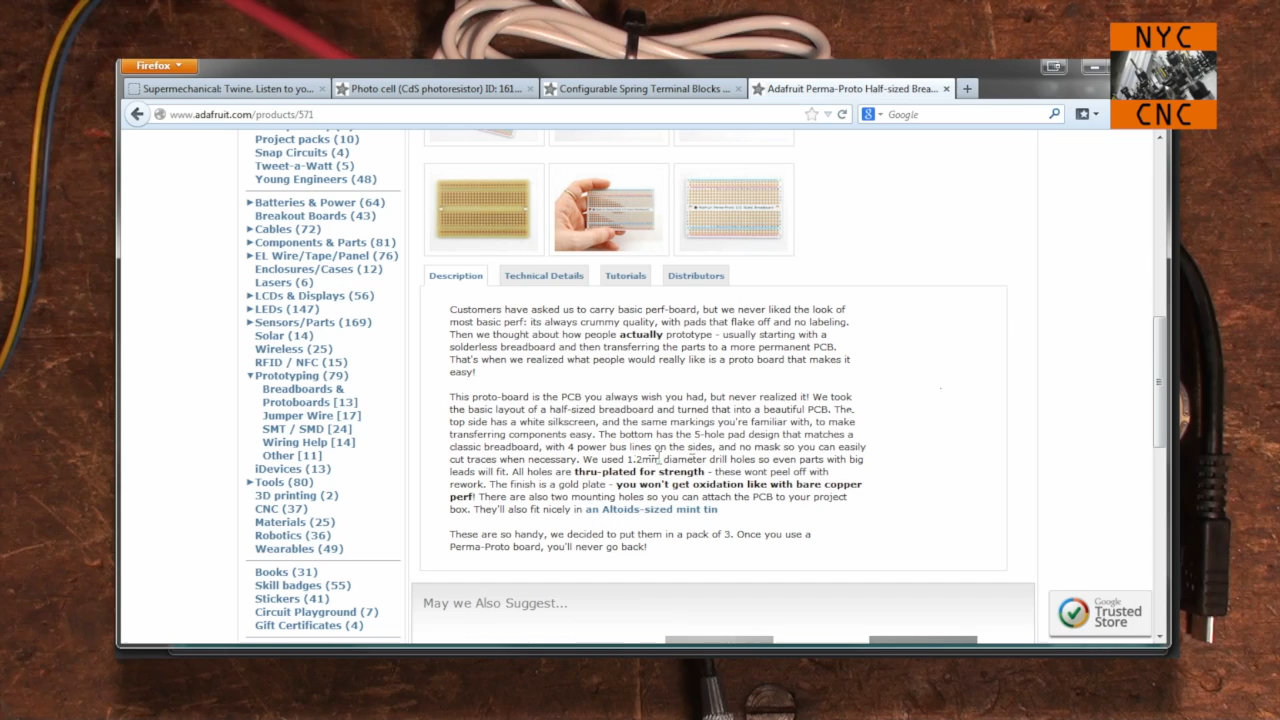 NYC
CNC
Firefox
Supermechanical: Twine. Listen to yo...
Photo cell (CdS photoresistor) ID: 161...
Configurable Spring Terminal Blocks ...
Adafruit Perma-Proto Half-sized Brea...
www.adafruit.com/products/571
Google
Project packs (10)
Snap Circuits (4)
Tweet-a-Watt (5)
Young Engineers (48)
Batteries & Power (64)
Breakout Boards (43)
Cables (72)
Components & Parts (81)
EL Wire/Tape/Panel (76)
Enclosures/Cases (12)
Lasers (6)
LCDs & Displays (56)
LEDs (147)
Sensors/Parts (169)
Solar (14)
Wireless (25)
RFID / NFC (15)
Prototyping (79)
Breadboards &
Protoboards [13]
Jumper Wire [17]
SMT / SMD [24]
Wiring Help [14]
Other [11]
iDevices (13)
Tools (80)
3D printing (2)
CNC (37)
Materials (25)
Robotics (36)
Wearables (49)
Books (31)
Skill badges (55)
Stickers (41)
Circuit Playground (7)
Gift Certificates (4)
Description
Technical Details
Tutorials
Distributors
Customers have asked us to carry basic perf-board, but we never liked the look of
most basic perf: its always crummy quality, with pads that flake off and no labeling.
Then we thought about how people actually prototype - usually starting with a
solderless breadboard and then transferring the parts to a more permanent PCB.
That's when we realized what people would really like is a proto board that makes it
easy!
This proto-board is the PCB you always wish you had, but never realized it! We took
the basic layout of a half-sized breadboard and turned that into a beautiful PCB. The
top side has a white silkscreen, and the same markings you're familiar with, to make
transferring components easy. The bottom has the 5-hole pad design that matches a
classic breadboard, with 4 power bus lines on the sides, and no mask so you can easily
cut traces when necessary. We used 1.2mm diameter drill holes so even parts with big
leads will fit. All holes are thru-plated for strength - these wont peel off with
rework. The finish is a gold plate - you won't get oxidation like with bare copper
perf! There are also two mounting holes so you can attach the PCB to your project
box. They'll also fit nicely in an Altoids-sized mint tin
These are so handy, we decided to put them in a pack of 3. Once you use a
Perma-Proto board, you'll never go back!
May we Also Suggest...
Google
Trusted
Store